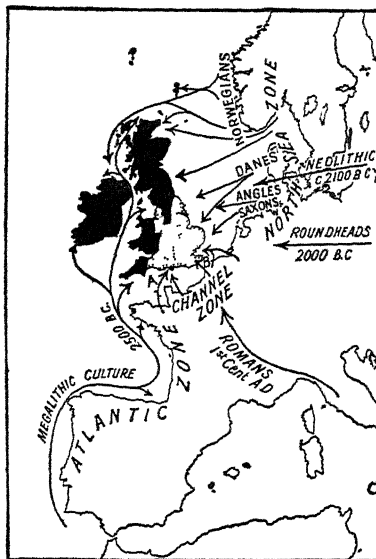 NORWEGIANS
ZONE
NORTH SEA
DANES
NEOLITHIC
C 2100 B C
ANGLES
SAXONS
ROUNDHEADS
2000 B.C
A
B
CHANNEL
ZONE
2500 B.C.
ROMANS
1st Cent AD
MEGALITHIC CULTURE
ATLANTIC ZONE